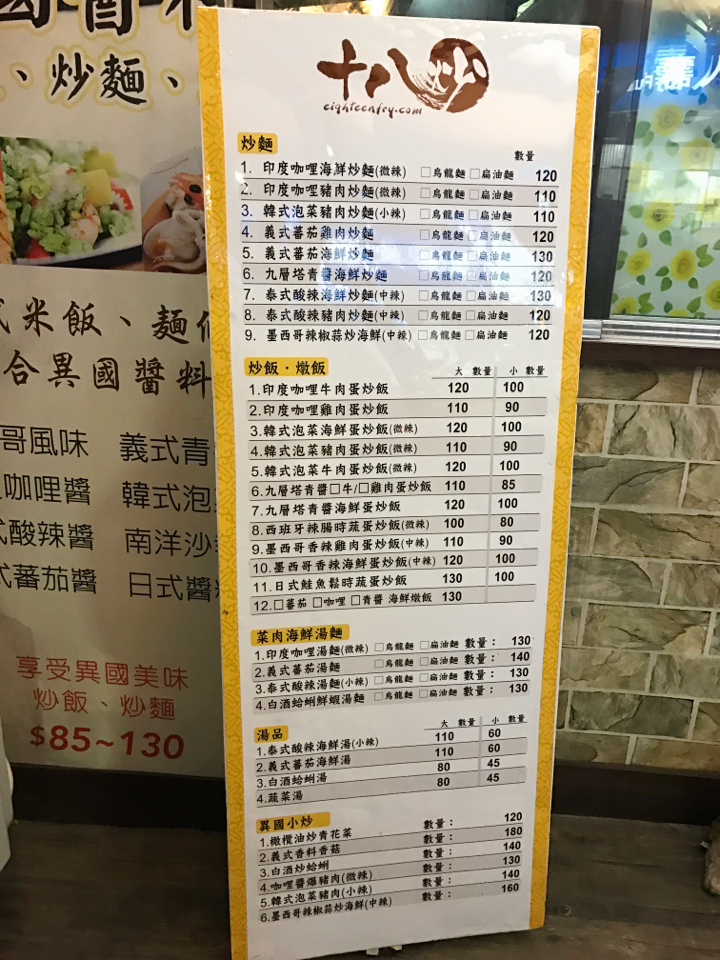 、炒麵、
十八炒
eighteenfry.com
炒麵
數量
1. 印度咖哩海鮮炒麵(微辣) □烏龍麵 □扁油麵 120
2. 印度咖哩豬肉炒麵(微辣) □烏龍麵 □扁油麵 110
3. 韓式泡菜豬肉炒麵(小辣) □烏龍麵 □扁油麵 110
4. 義式蕃茄雞肉炒麵 □烏龍麵 □扁油麵 120
5. 義式蕃茄海鮮炒麵 □烏龍麵 □扁油麵 130
6. 九層塔青醬海鮮炒麵 □烏龍麵 □扁油麵 120
7. 泰式酸辣海鮮炒麵(中辣) □烏龍麵 □扁油麵 130
8. 泰式酸辣豬肉炒麵(中辣) □烏龍麵 □扁油麵 120
9. 墨西哥辣椒蒜炒海鮮(中辣) □烏龍麵 □扁油麵 120
炒飯·燉飯
大 數量 小 數量
1.印度咖哩牛肉蛋炒飯 120 100
2.印度咖哩雞肉蛋炒飯 110 90
3.韓式泡菜海鮮蛋炒飯(微辣) 120 100
4.韓式泡菜豬肉蛋炒飯(微辣) 110 90
5.韓式泡菜牛肉蛋炒飯(微辣) 120 100
6.九層塔青醬□牛/□雞肉蛋炒飯 110 85
7.九層塔青醬海鮮蛋炒飯 120 100
8.西班牙辣腸時蔬蛋炒飯(微辣) 100 80
9.墨西哥香辣雞肉蛋炒飯(中辣) 110 90
10.墨西哥香辣海鮮蛋炒飯(中辣) 120 100
11.日式鮭魚鬆時蔬蛋炒飯 130 100
12.□蕃茄 □咖哩 □青醬 海鮮燉飯 130
菜肉海鮮湯麵
1.印度咖哩湯麵(微辣) □烏龍麵 □扁油麵 數量： 130
2.義式蕃茄湯麵 □烏龍麵 □扁油麵 數量： 140
3.泰式酸辣湯麵(小辣) □烏龍麵 □扁油麵 數量： 130
4.白酒蛤蜊鮮蝦湯麵 □烏龍麵 □扁油麵 數量： 130
湯品
大 數量 小 數量
1.泰式酸辣海鮮湯(小辣) 110 60
2.義式蕃茄海鮮湯 110 60
3.白酒蛤蜊湯 80 45
4.蔬菜湯 80 45
異國小炒
1.橄欖油炒青花菜 數量： 120
2.義式香料香菇 數量： 180
3.白酒炒蛤蜊 數量： 140
4.咖哩醬爆豬肉(微辣) 數量： 130
5.韓式泡菜豬肉(小辣) 數量： 140
6.墨西哥辣椒蒜炒海鮮(中辣) 數量： 160
式米飯、麵
合異國醬料
哥風味 義式青
咖哩醬 韓式泡
式酸辣醬 南洋沙
式蕃茄醬 日式醬
享受異國美味
炒飯、炒麵
$85~130